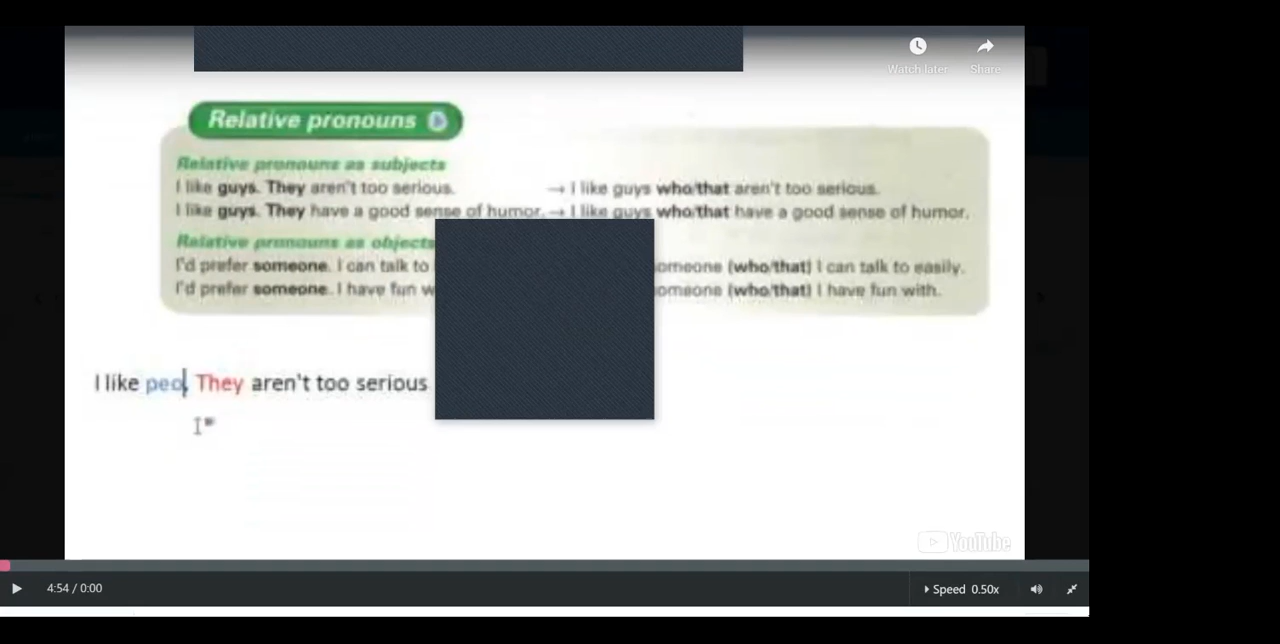 Watch later Share
Relative pronouns
Relative pronouns as subjects
I like guys. They aren't too serious. → I like guys who/that aren't too serious.
I like guys. They have a good sense of humor. → I like guys who/that have a good sense of humor.
Relative pronouns as objects
I'd prefer someone. I can talk to omeone (who/that) I can talk to easily.
I'd prefer someone. I have fun w omeone (who/that) I have fun with.
I like peo. They aren't too serious
YouTube
4:54 / 0:00 Speed 0.50x